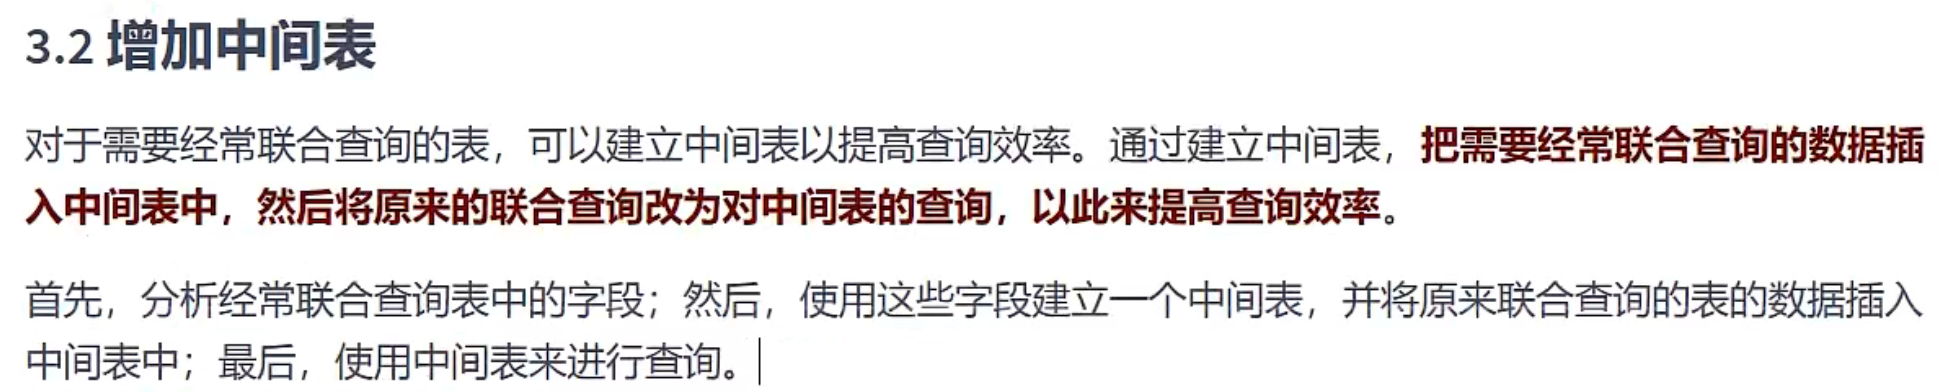 3.2 增加中间表
对于需要经常联合查询的表，可以建立中间表以提高查询效率。通过建立中间表，把需要经常联合查询的数据插
入中间表中，然后将原来的联合查询改为对中间表的查询，以此来提高查询效率。
首先，分析经常联合查询表中的字段；然后，使用这些字段建立一个中间表，并将原来联合查询的表的数据插入
中间表中；最后，使用中间表来进行查询。